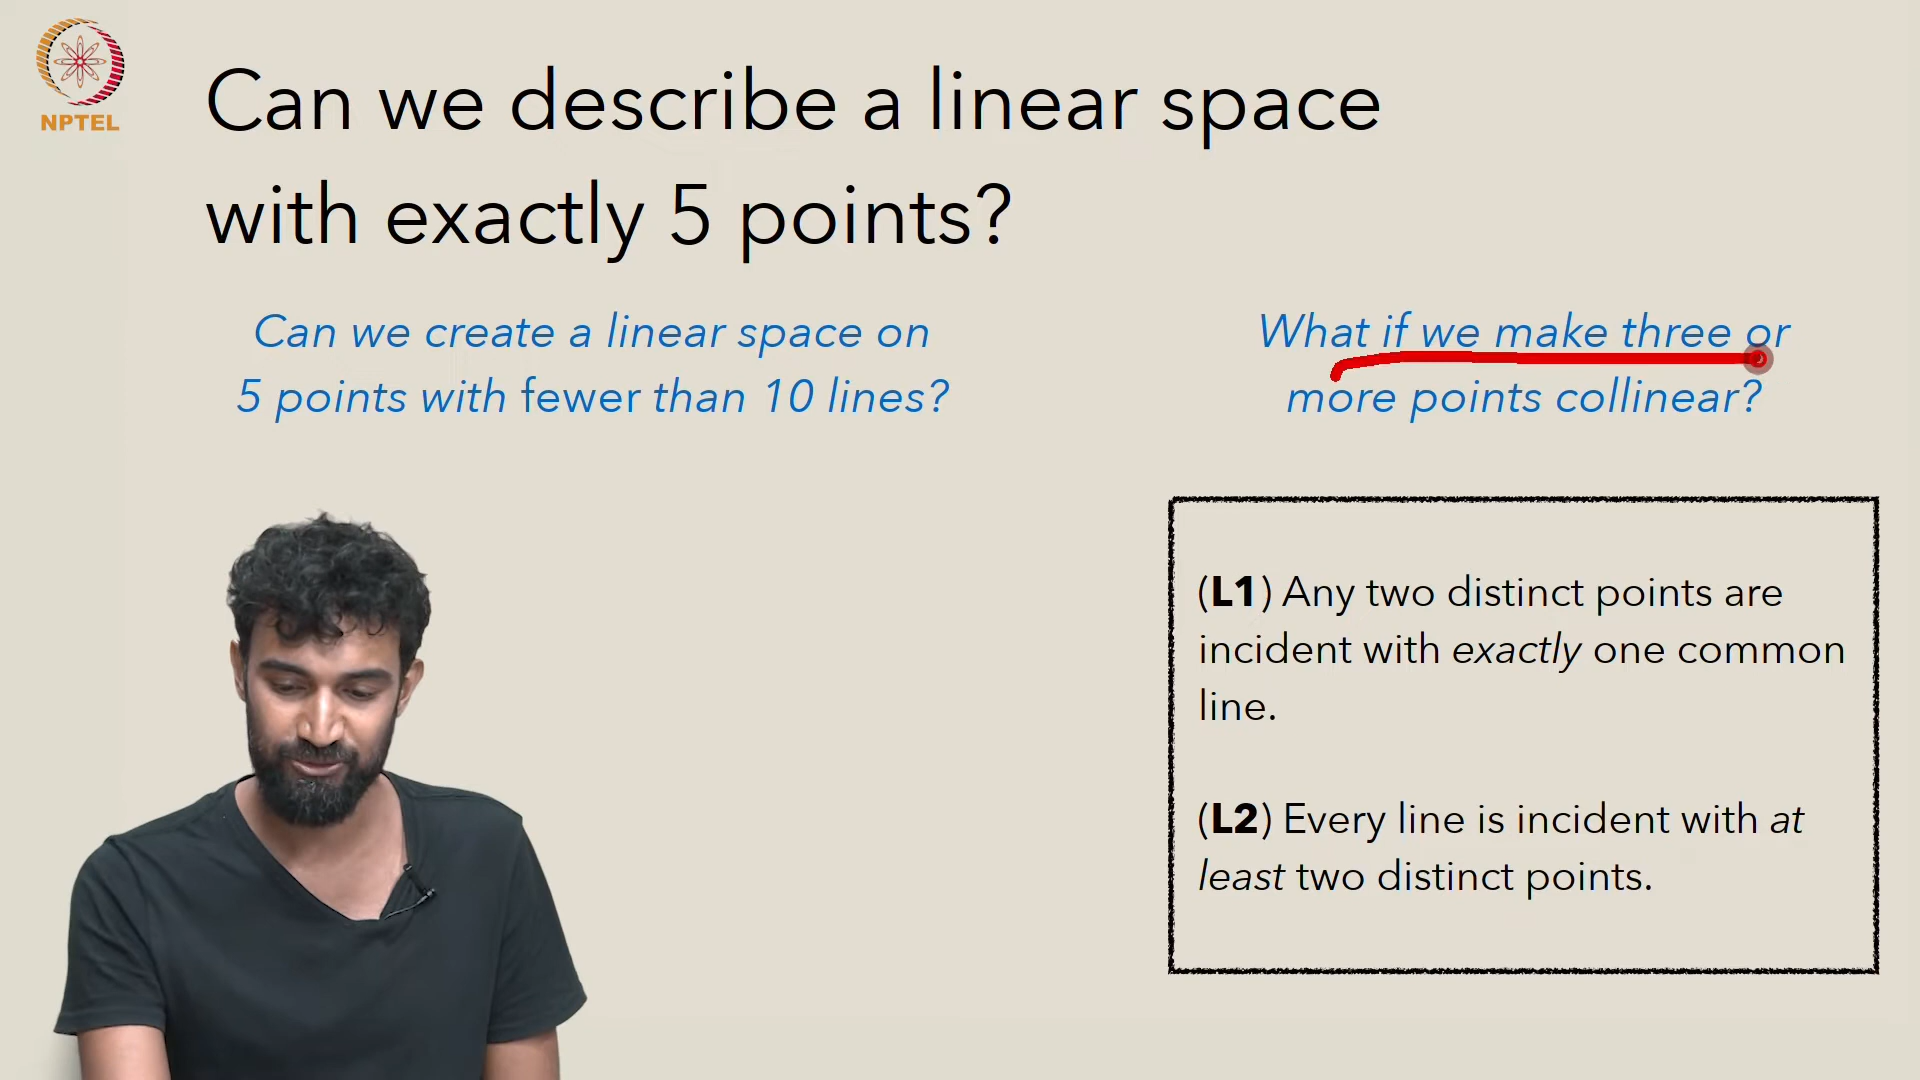 NPTEL
Can we describe a linear space
with exactly 5 points?
Can we create a linear space on
5 points with fewer than 10 lines?
What if we make three or
more points collinear?
(L1) Any two distinct points are
incident with exactly one common
line.
(L2) Every line is incident with at
least two distinct points.